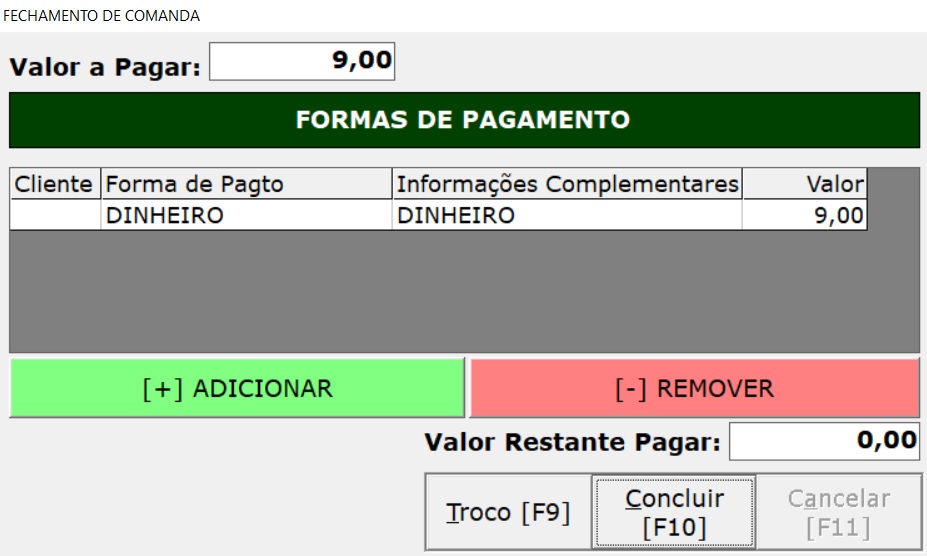 FECHAMENTO DE COMANDA
Valor a Pagar: 9,00
FORMAS DE PAGAMENTO
Cliente Forma de Pagto Informações Complementares Valor
DINHEIRO DINHEIRO 9,00
[+] ADICIONAR [-] REMOVER
Valor Restante Pagar: 0,00
Troco [F9] Concluir [F10] Cancelar [F11]